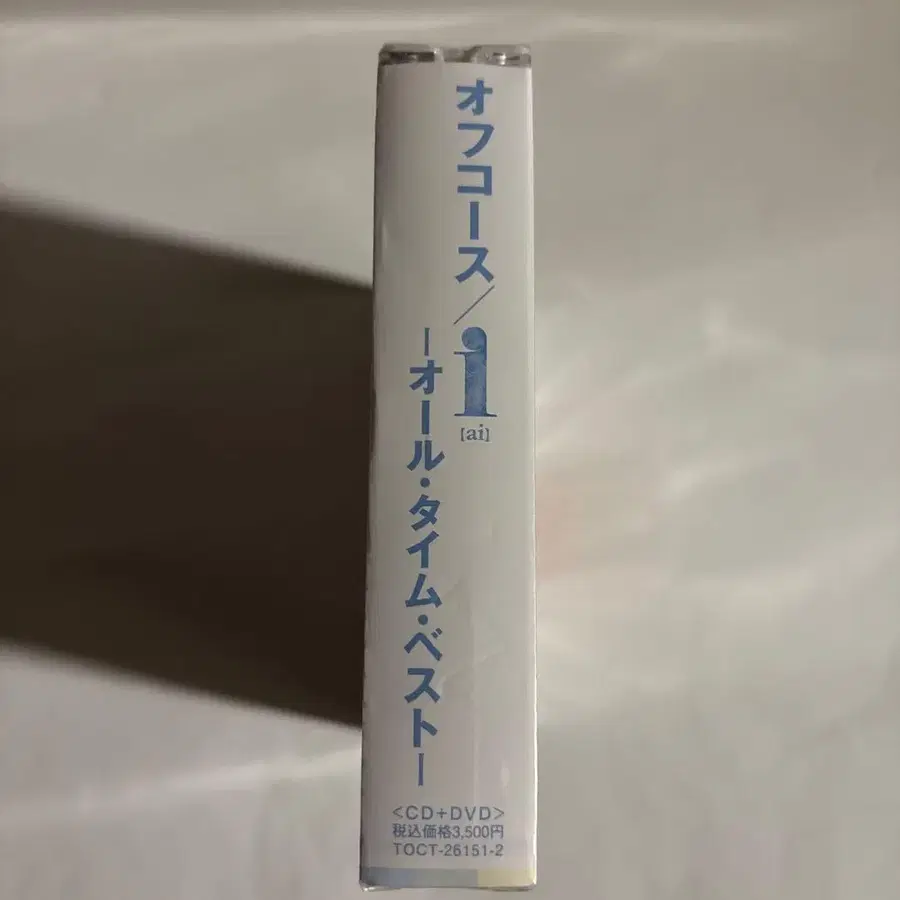 オフコース／i
[ai]
－オール・タイム・ベスト－
<CD+DVD>
税込価格3,500円
TOCT-26151-2